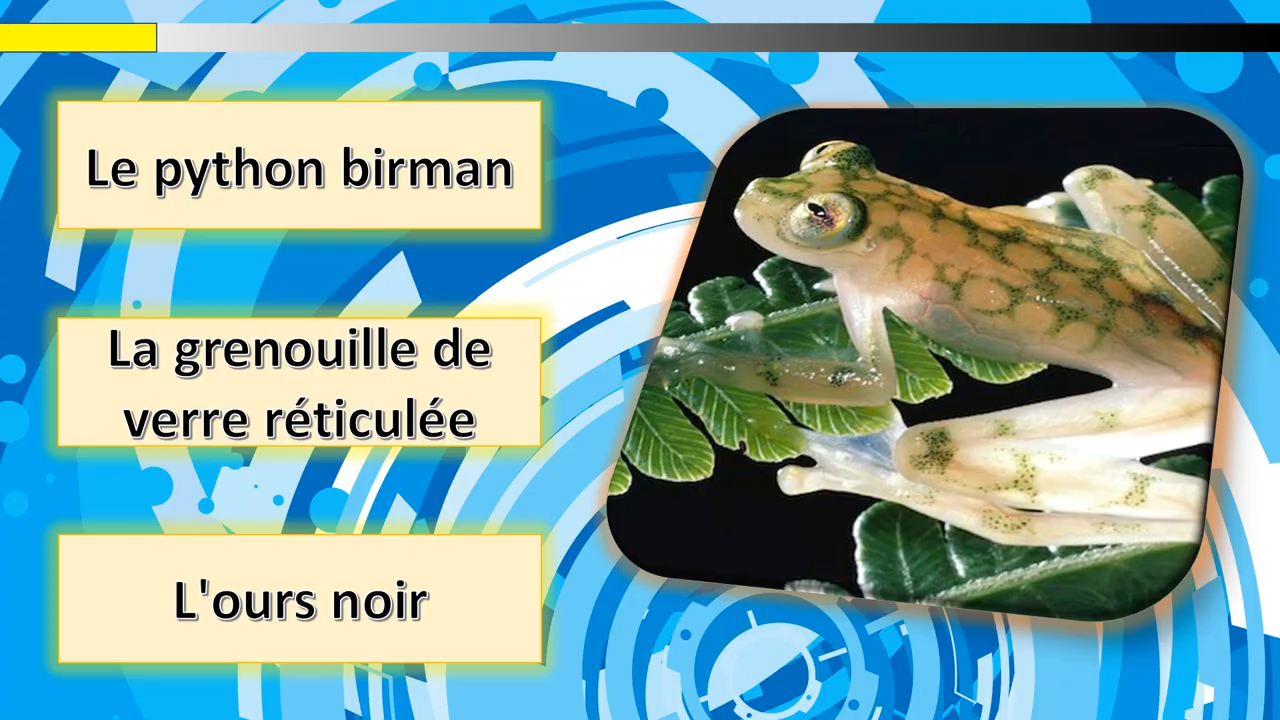 Le python birman
La grenouille de
verre réticulée
L'ours noir